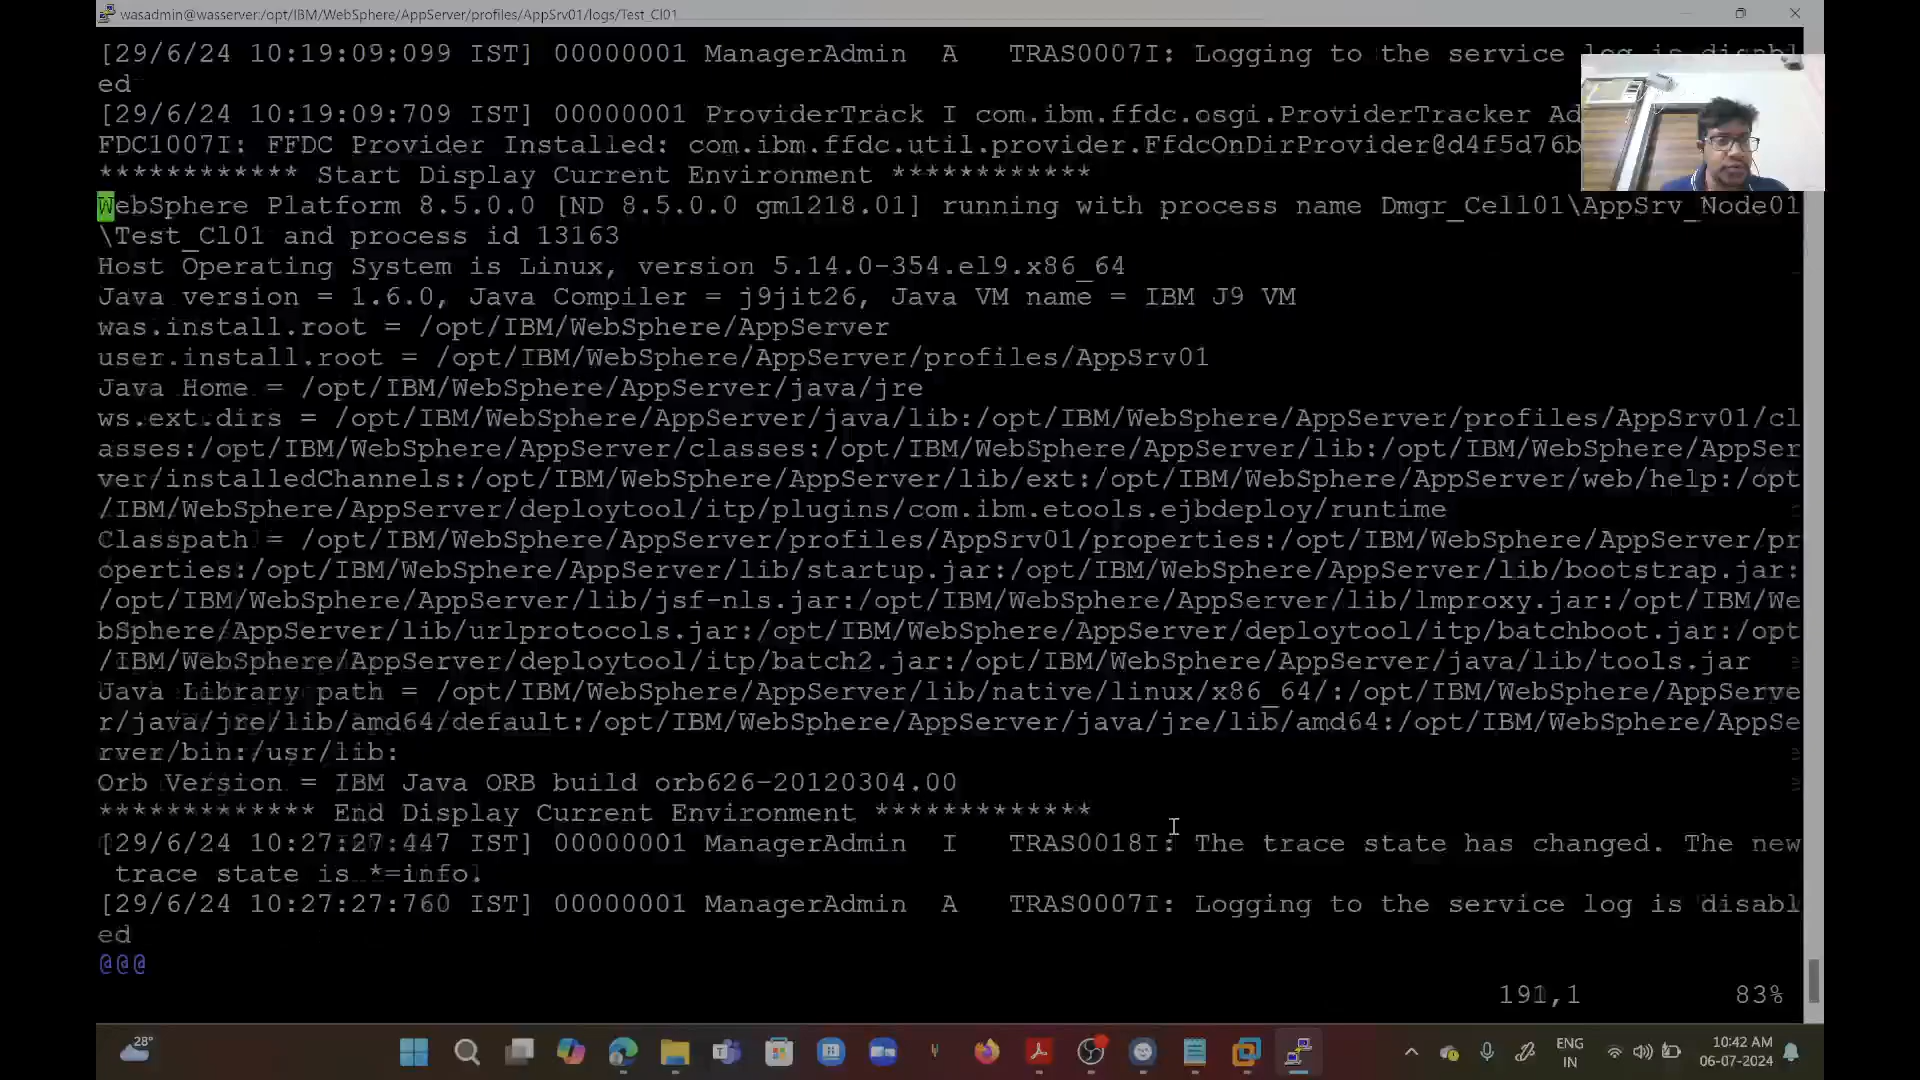 wasadmin@wasserver:/opt/IBM/WebSphere/AppServer/profiles/AppSrv01/logs/Test_Cl01
[29/6/24 10:19:09:099 IST] 00000001 ManagerAdmin  A   TRAS0007I: Logging to the service log is disabl
ed
[29/6/24 10:19:09:709 IST] 00000001 ProviderTrack I com.ibm.ffdc.osgi.ProviderTracker Ad
FDC1007I: FFDC Provider Installed: com.ibm.ffdc.util.provider.FfdcOnDirProvider@d4f5d76b
************ Start Display Current Environment ************
WebSphere Platform 8.5.0.0 [ND 8.5.0.0 gm1218.01] running with process name Dmgr_Cell01\AppSrv_Node01
\Test_Cl01 and process id 13163
Host Operating System is Linux, version 5.14.0-354.el9.x86_64
Java version = 1.6.0, Java Compiler = j9jit26, Java VM name = IBM J9 VM
was.install.root = /opt/IBM/WebSphere/AppServer
user.install.root = /opt/IBM/WebSphere/AppServer/profiles/AppSrv01
Java Home = /opt/IBM/WebSphere/AppServer/java/jre
ws.ext.dirs = /opt/IBM/WebSphere/AppServer/java/lib:/opt/IBM/WebSphere/AppServer/profiles/AppSrv01/cl
asses:/opt/IBM/WebSphere/AppServer/classes:/opt/IBM/WebSphere/AppServer/lib:/opt/IBM/WebSphere/AppSer
ver/installedChannels:/opt/IBM/WebSphere/AppServer/lib/ext:/opt/IBM/WebSphere/AppServer/web/help:/opt
/IBM/WebSphere/AppServer/deploytool/itp/plugins/com.ibm.etools.ejbdeploy/runtime
Classpath = /opt/IBM/WebSphere/AppServer/profiles/AppSrv01/properties:/opt/IBM/WebSphere/AppServer/pr
operties:/opt/IBM/WebSphere/AppServer/lib/startup.jar:/opt/IBM/WebSphere/AppServer/lib/bootstrap.jar:
/opt/IBM/WebSphere/AppServer/lib/jsf-nls.jar:/opt/IBM/WebSphere/AppServer/lib/lmproxy.jar:/opt/IBM/We
bSphere/AppServer/lib/urlprotocols.jar:/opt/IBM/WebSphere/AppServer/deploytool/itp/batchboot.jar:/opt
/IBM/WebSphere/AppServer/deploytool/itp/batch2.jar:/opt/IBM/WebSphere/AppServer/java/lib/tools.jar
Java Library path = /opt/IBM/WebSphere/AppServer/lib/native/linux/x86_64/:/opt/IBM/WebSphere/AppServe
r/java/jre/lib/amd64/default:/opt/IBM/WebSphere/AppServer/java/jre/lib/amd64:/opt/IBM/WebSphere/AppSe
rver/bin:/usr/lib:
Orb Version = IBM Java ORB build orb626-20120304.00
************* End Display Current Environment *************
[29/6/24 10:27:27:447 IST] 00000001 ManagerAdmin  I   TRAS0018I: The trace state has changed. The new
 trace state is *=info.
[29/6/24 10:27:27:760 IST] 00000001 ManagerAdmin  A   TRAS0007I: Logging to the service log is disabl
ed
@@@
191,1 83%
28°
ENG
IN
10:42 AM
06-07-2024